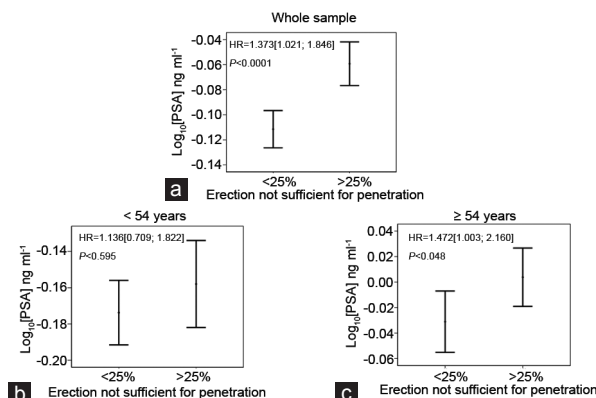 Whole sample
-0.04
-0.06
-0.08
-0.10
-0.12
-0.14
Log₁₀[PSA] ng ml⁻¹
HR=1.373[1.021; 1.846]
P<0.0001
<25% >25%
a Erection not sufficient for penetration
< 54 years
-0.14
-0.16
-0.18
-0.20
Log₁₀[PSA] ng ml⁻¹
HR=1.136[0.709; 1.822]
P<0.595
<25% >25%
b Erection not sufficient for penetration
≥ 54 years
0.04
0.02
0.00
-0.02
-0.04
-0.06
Log₁₀[PSA] ng ml⁻¹
HR=1.472[1.003; 2.160]
P<0.048
<25% >25%
c Erection not sufficient for penetration